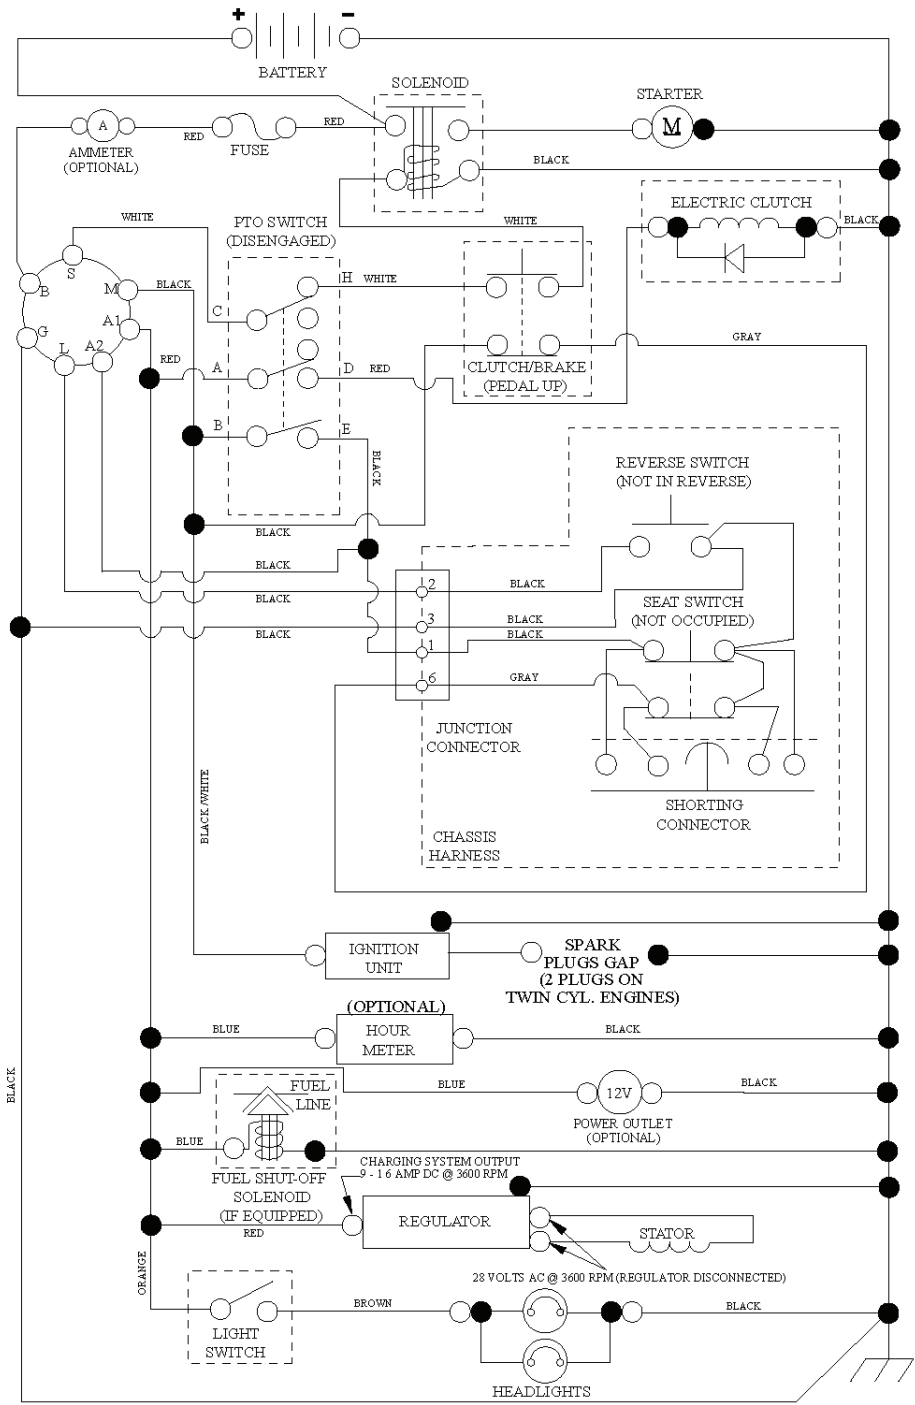 + −
BATTERY
SOLENOID
STARTER
A
M
AMMETER
(OPTIONAL)
RED
FUSE
RED
BLACK
ELECTRIC CLUTCH
BLACK
WHITE
PTO SWITCH
(DISENGAGED)
WHITE
S
B
M
BLACK
H
WHITE
C
G
A1
L
A2
RED
A
D
RED
GRAY
CLUTCH/BRAKE
(PEDAL UP)
B
E
BLACK
REVERSE SWITCH
(NOT IN REVERSE)
BLACK
BLACK
BLACK
2
BLACK
SEAT SWITCH
(NOT OCCUPIED)
3
BLACK
BLACK
BLACK
1
6
GRAY
JUNCTION
CONNECTOR
BLACK/WHITE
SHORTING
CONNECTOR
CHASSIS
HARNESS
IGNITION
UNIT
SPARK
PLUGS GAP
(2 PLUGS ON
TWIN CYL. ENGINES)
(OPTIONAL)
BLUE
HOUR
METER
BLACK
BLACK
FUEL
LINE
BLUE
12V
BLACK
POWER OUTLET
(OPTIONAL)
BLUE
FUEL SHUT-OFF
SOLENOID
(IF EQUIPPED)
CHARGING SYSTEM OUTPUT
9 - 16 AMP DC @ 3600 RPM
RED
REGULATOR
STATOR
ORANGE
28 VOLTS AC @ 3600 RPM (REGULATOR DISCONNECTED)
BROWN
BLACK
LIGHT
SWITCH
HEADLIGHTS